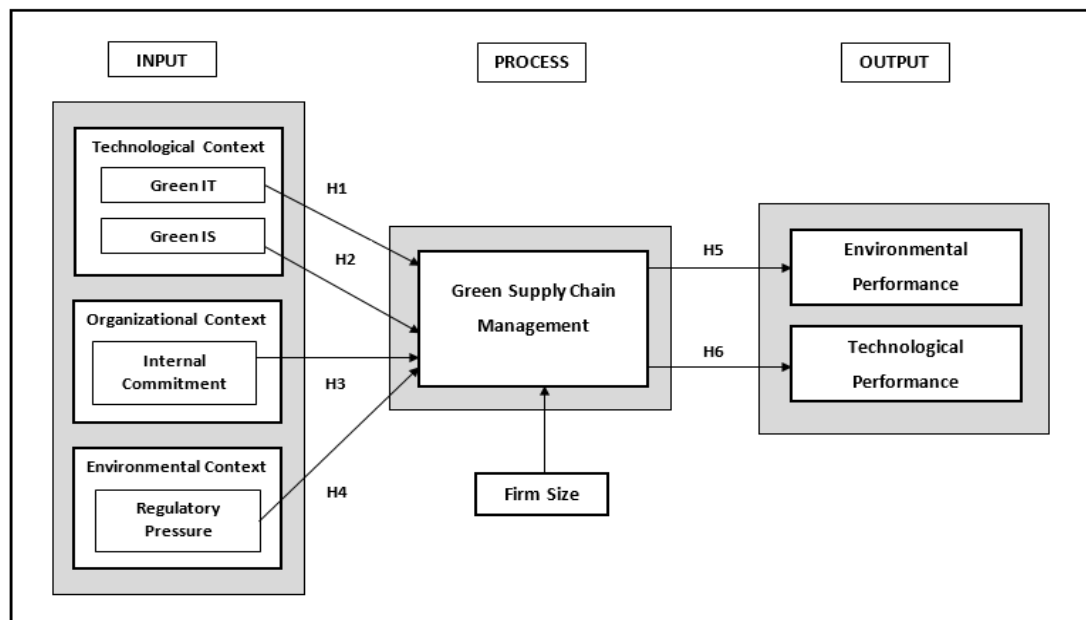 INPUT
PROCESS
OUTPUT
Technological Context
Green IT
Green IS
Organizational Context
Internal
Commitment
Environmental Context
Regulatory
Pressure
H1
H2
H3
H4
Green Supply Chain
Management
Firm Size
H5
H6
Environmental
Performance
Technological
Performance